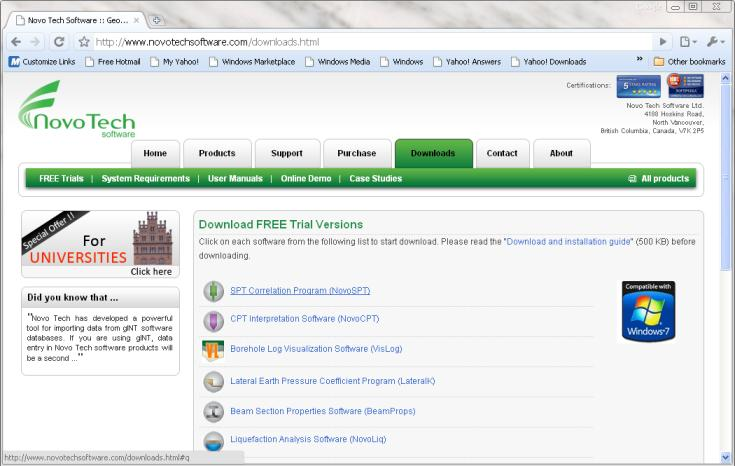 Novo Tech Software :: Geo...
Google
http://www.novotechsoftware.com/downloads.html
Customize Links Free Hotmail My Yahoo! Windows Marketplace Windows Media Windows Yahoo! Answers Yahoo! Downloads » Other bookmarks
Certifications:
5 STARS RATING
SOFTPEDIA
NovoTech
software
Novo Tech Software Ltd.
4188 Hoskins Road,
North Vancouver,
British Columbia, Canada, V7K 2P5
Home Products Support Purchase Downloads Contact About
FREE Trials | System Requirements | User Manuals | Online Demo | Case Studies All products
Special Offer !!
For
UNIVERSITIES
Click here
Did you know that ...
"Novo Tech has developed a powerful
tool for importing data from gINT software
databases. If you are using gINT, data
entry in Novo Tech software products will
be a second ..."
Download FREE Trial Versions
Click on each software from the following list to start download. Please read the "Download and installation guide" (500 KB) before
downloading.
SPT Correlation Program (NovoSPT)
CPT Interpretation Software (NovoCPT)
Borehole Log Visualization Software (VisLog)
Lateral Earth Pressure Coefficient Program (LateralK)
Beam Section Properties Software (BeamProps)
Liquefaction Analysis Software (NovoLiq)
Compatible with
Windows 7
http://www.novotechsoftware.com/downloads.html#q